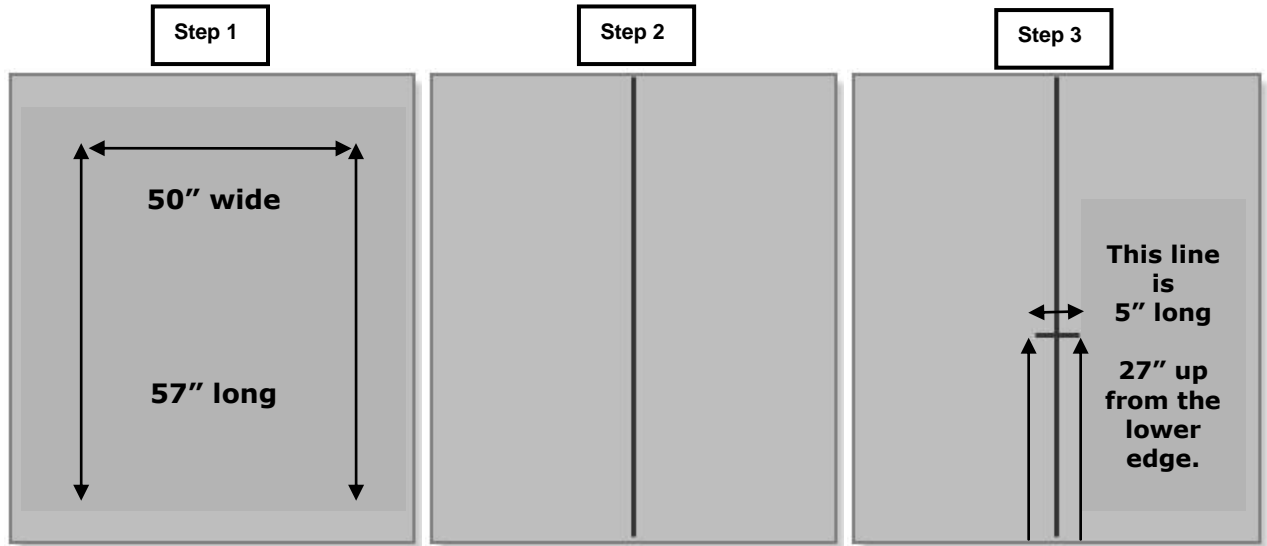 Step 1
Step 2
Step 3
50” wide
57” long
This line
is
5” long
27” up
from the
lower
edge.